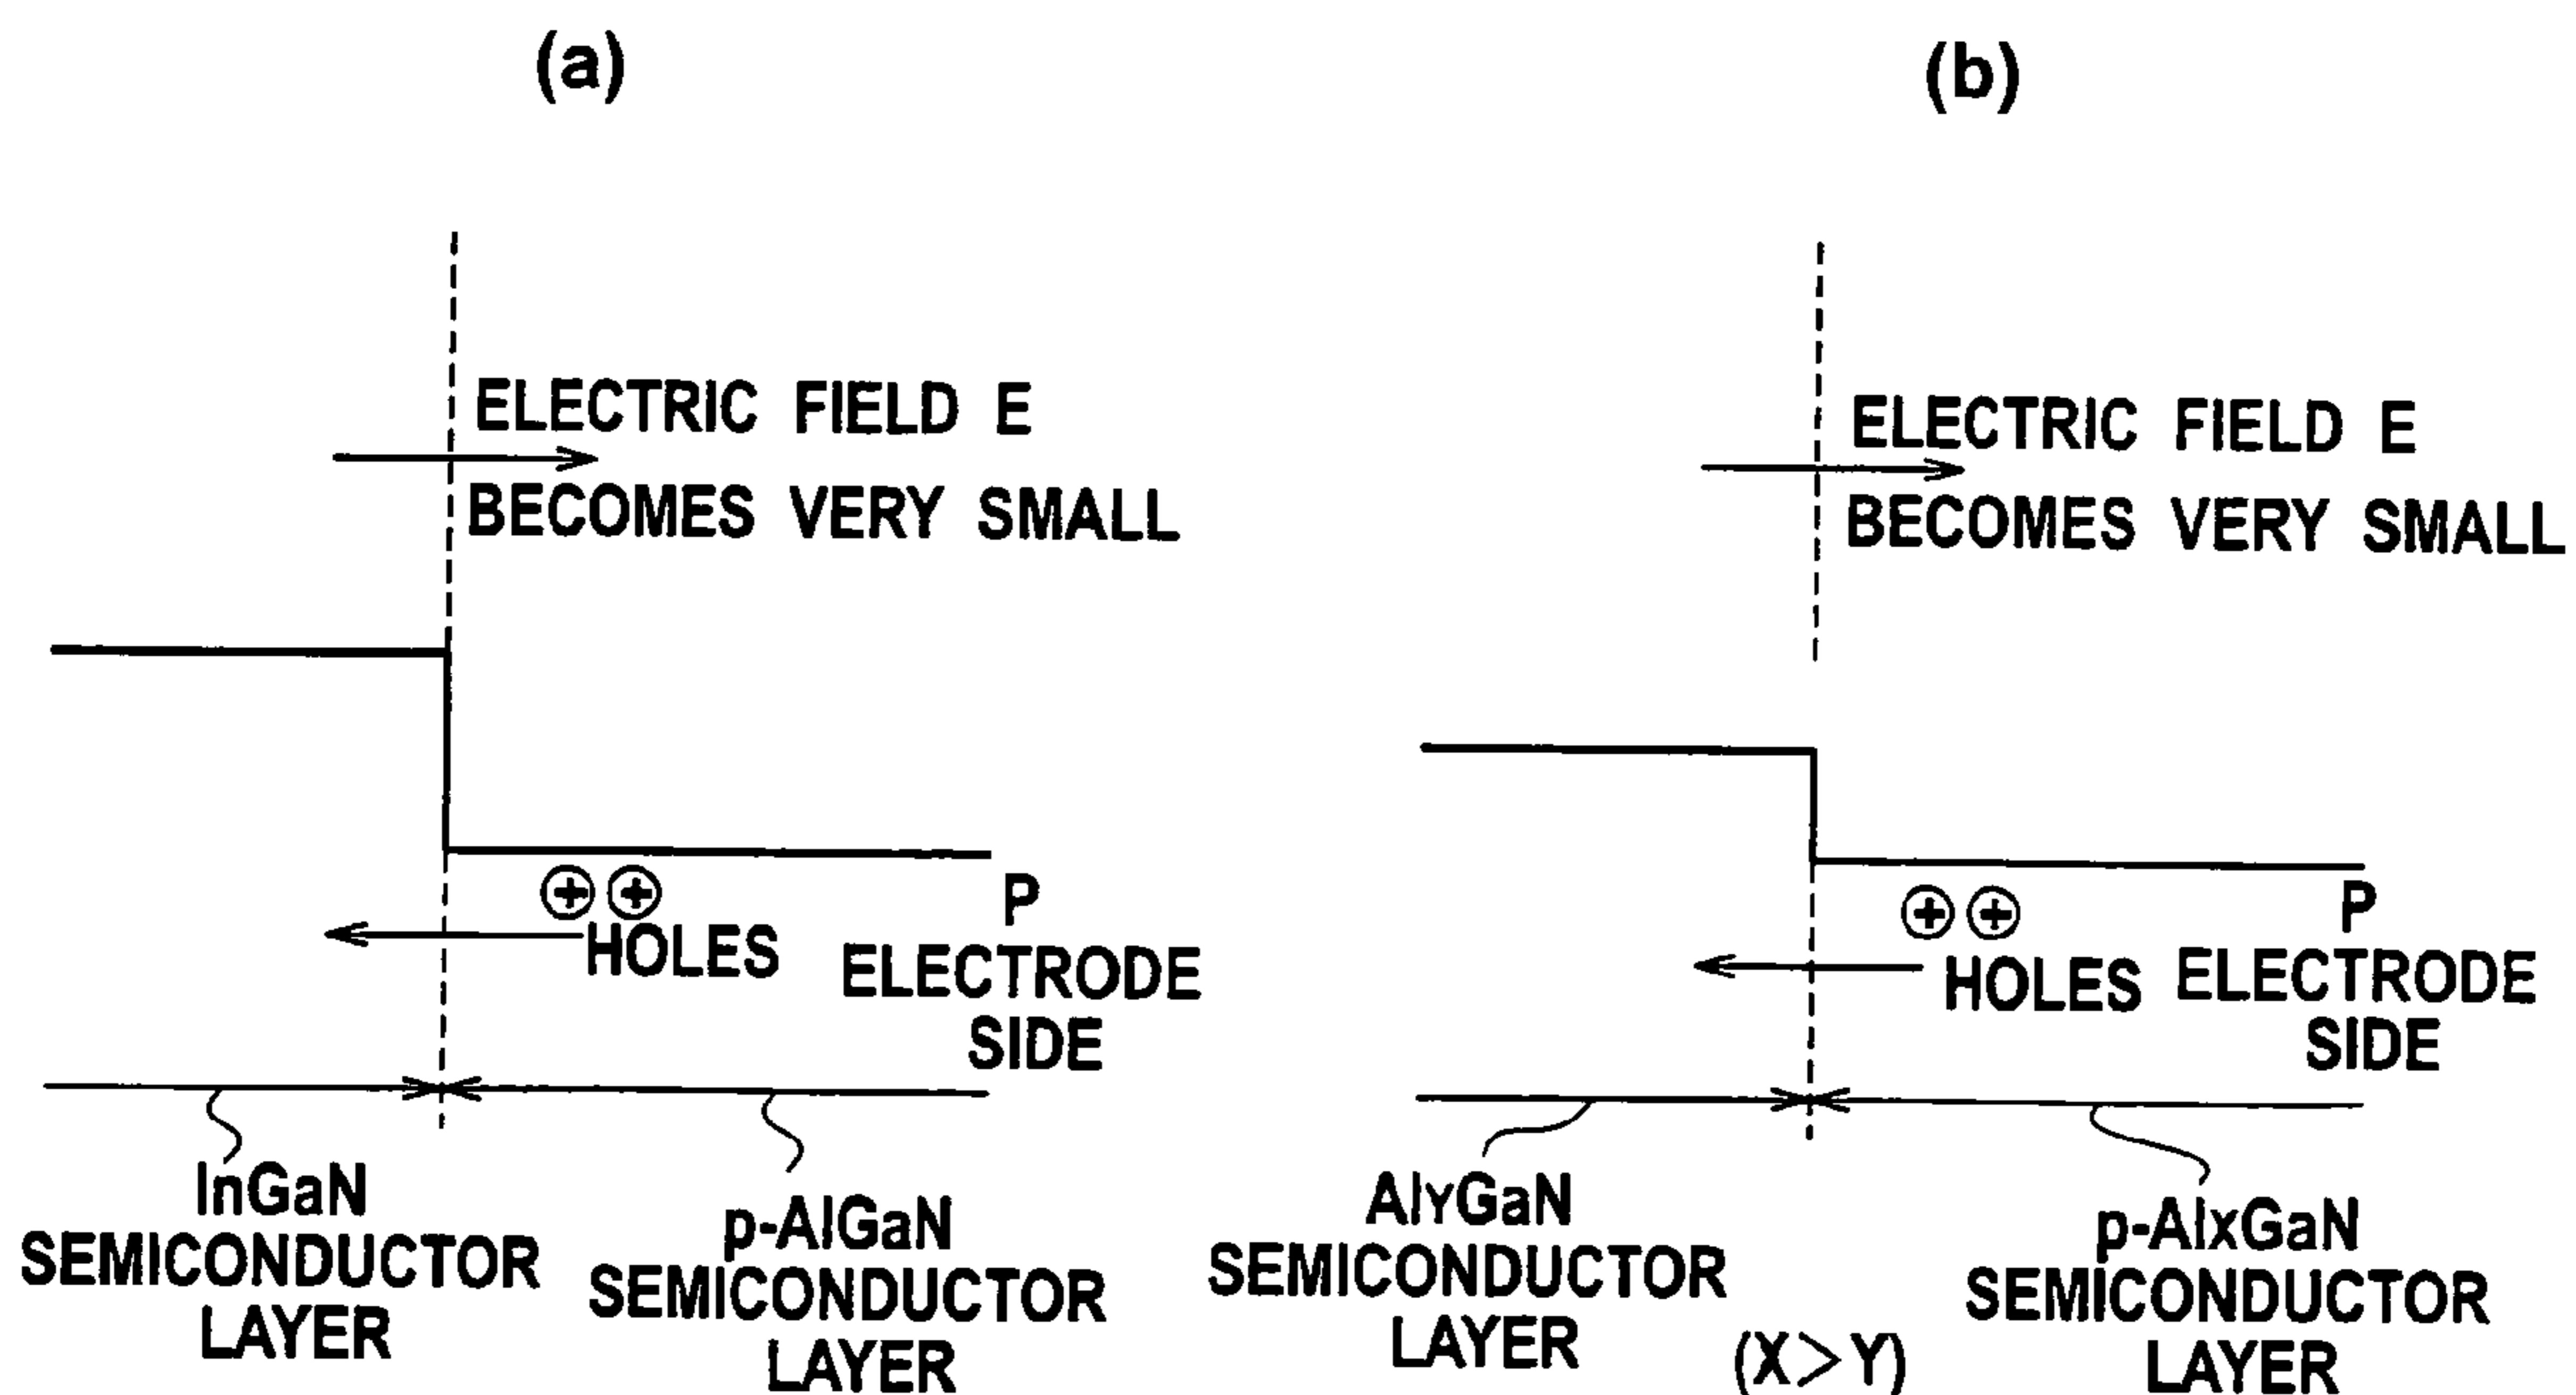 (a)
ELECTRIC FIELD E
BECOMES VERY SMALL
HOLES
P
ELECTRODE
SIDE
InGaN
SEMICONDUCTOR
LAYER
p-AlGaN
SEMICONDUCTOR
LAYER
(b)
ELECTRIC FIELD E
BECOMES VERY SMALL
HOLES
P
ELECTRODE
SIDE
AlYGaN
SEMICONDUCTOR
LAYER
(X>Y)
p-AlXGaN
SEMICONDUCTOR
LAYER